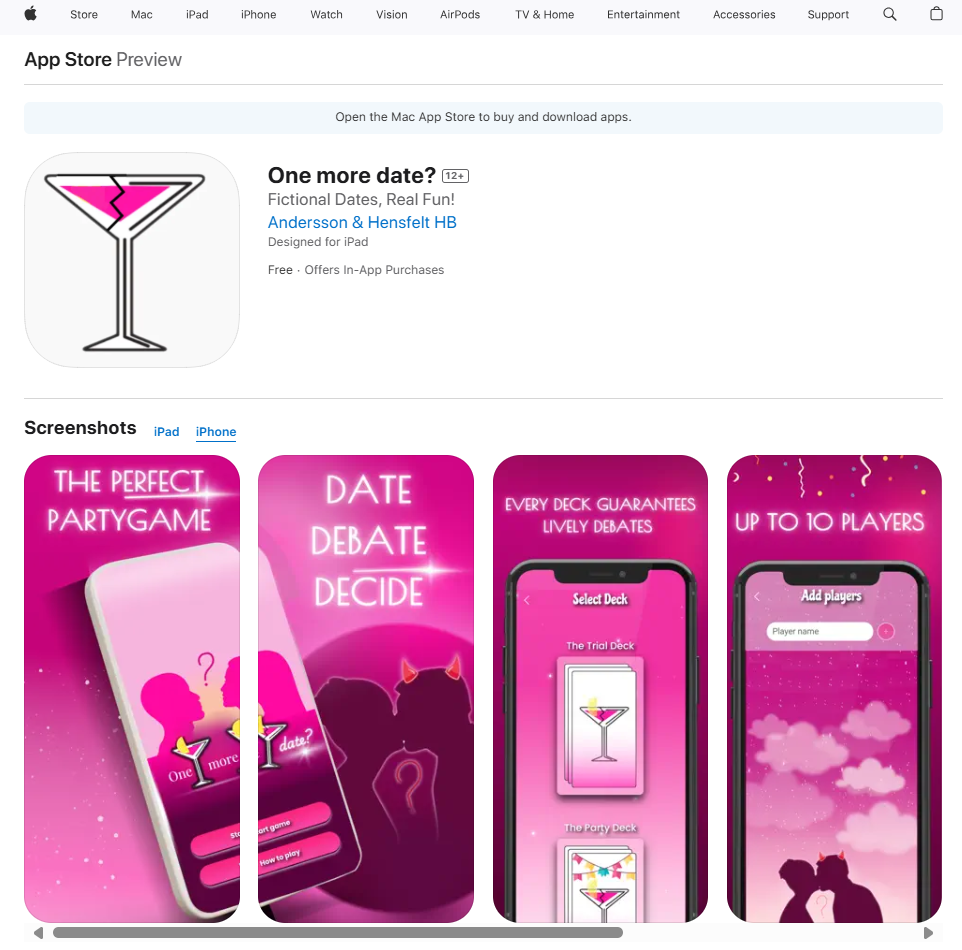 Store Mac iPad iPhone Watch Vision AirPods TV & Home Entertainment Accessories Support
App Store Preview
Open the Mac App Store to buy and download apps.
One more date? 12+
Fictional Dates, Real Fun!
Andersson & Hensfelt HB
Designed for iPad
Free · Offers In-App Purchases
Screenshots iPad iPhone
THE PERFECT
PARTYGAME
One more date?
Start game
How to play
DATE
DEBATE
DECIDE
EVERY DECK GUARANTEES
LIVELY DEBATES
Select Deck
The Trial Deck
The Party Deck
UP TO 10 PLAYERS
Add players
Player name